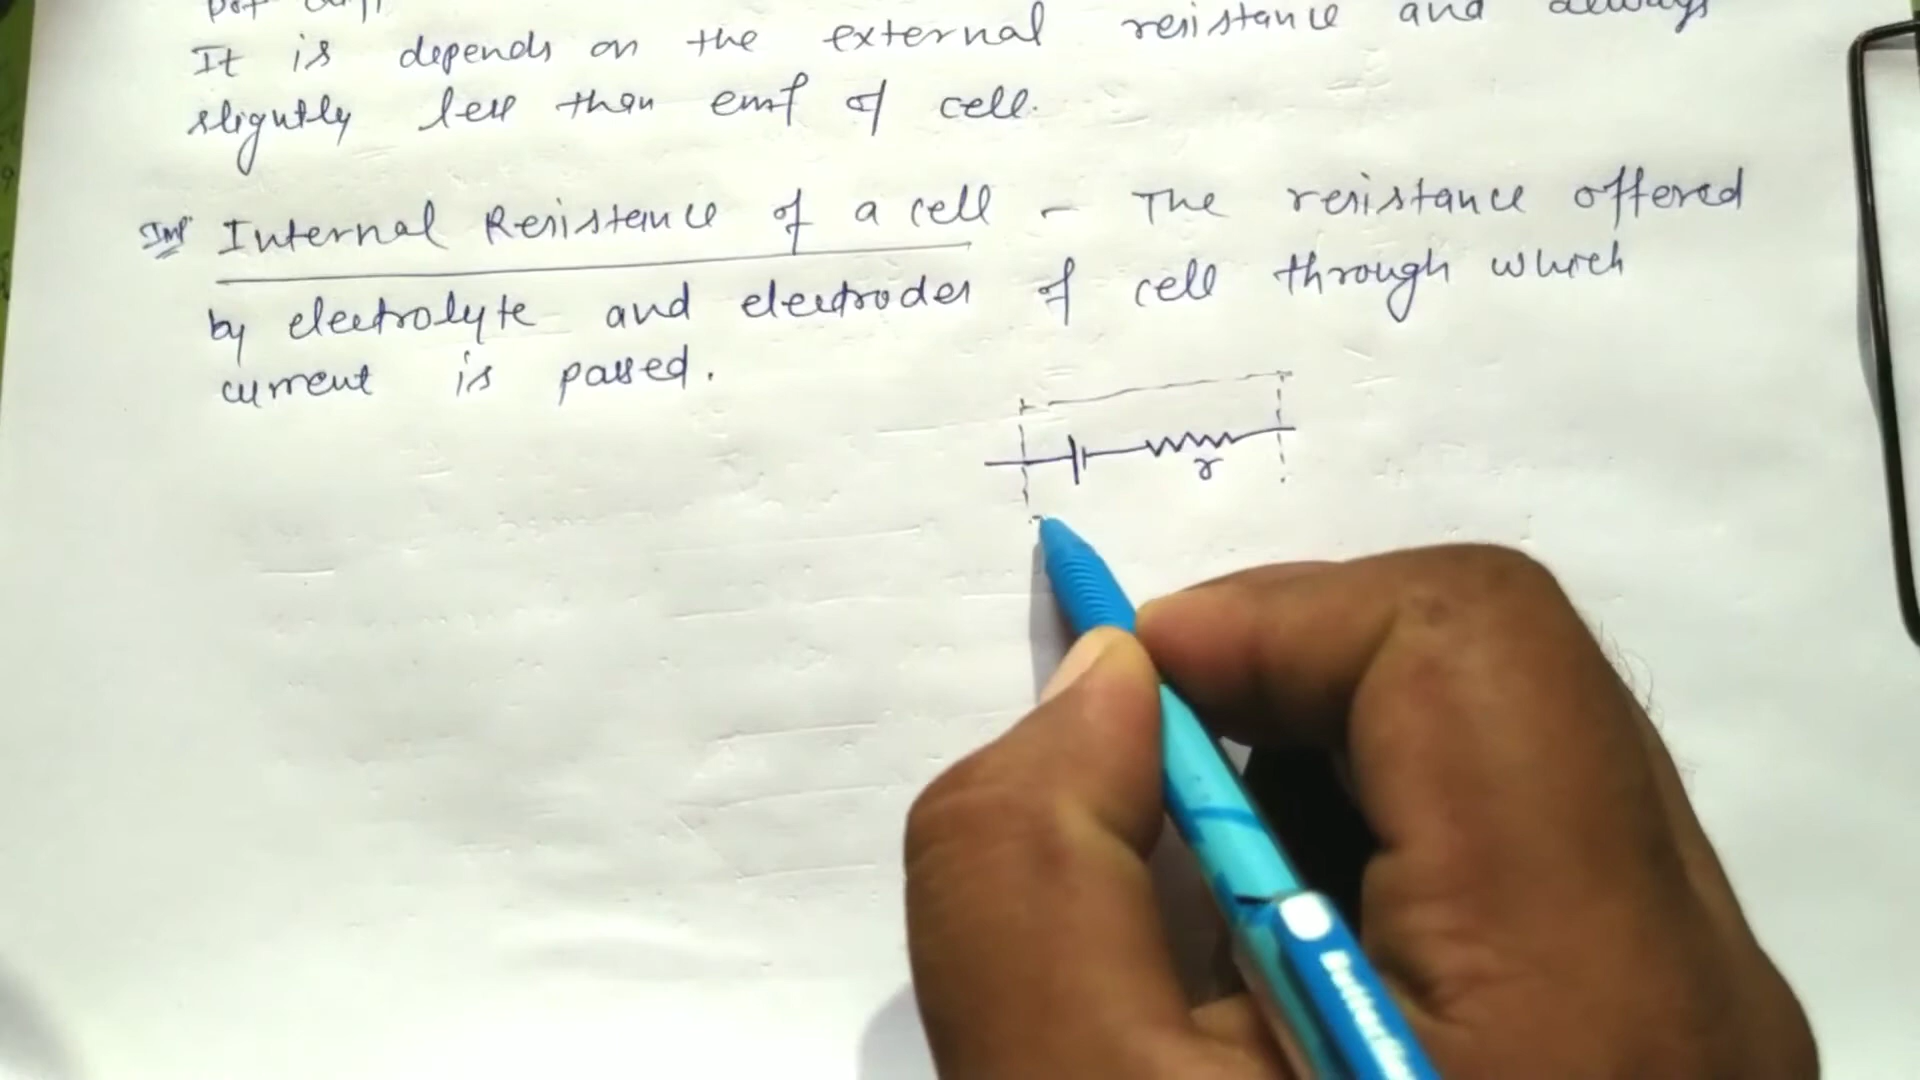 It is depends on the external resistance and always
slightly less than emf of cell.
Imp Internal Resistance of a cell - The resistance offered
by electrolyte and electrodes of cell through which
current is passed.
r